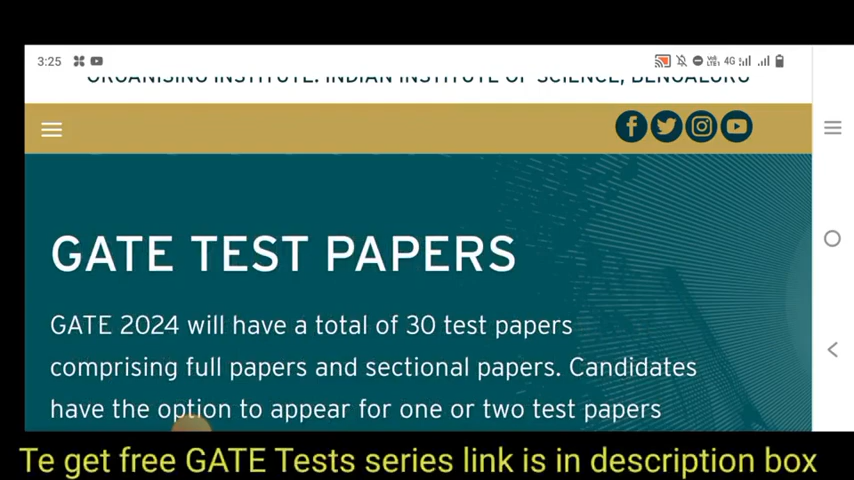 3:25
4G
ORGANISING INSTITUTE: INDIAN INSTITUTE OF SCIENCE, BENGALURU
GATE TEST PAPERS
GATE 2024 will have a total of 30 test papers
comprising full papers and sectional papers. Candidates
have the option to appear for one or two test papers
Te get free GATE Tests series link is in description box